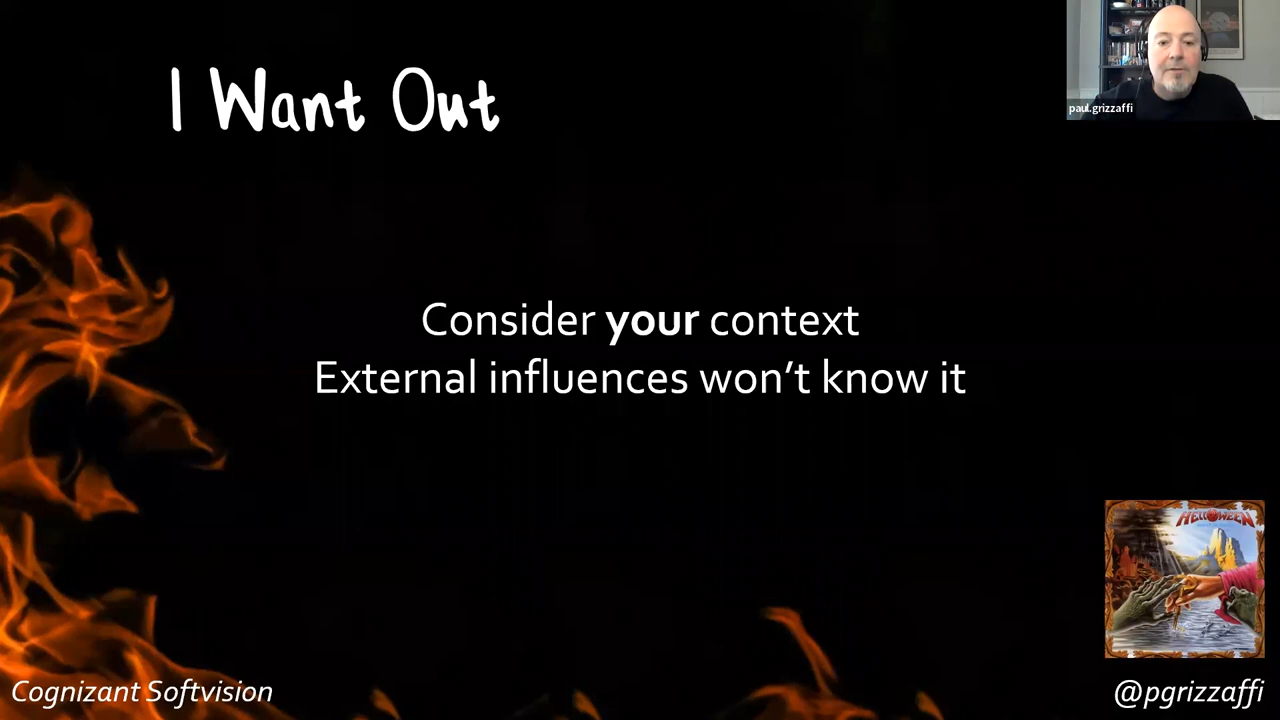 I Want Out
paul.grizzaffi
Consider your context
External influences won't know it
HELLOWEEN
Cognizant Softvision
@pgrizzaffi